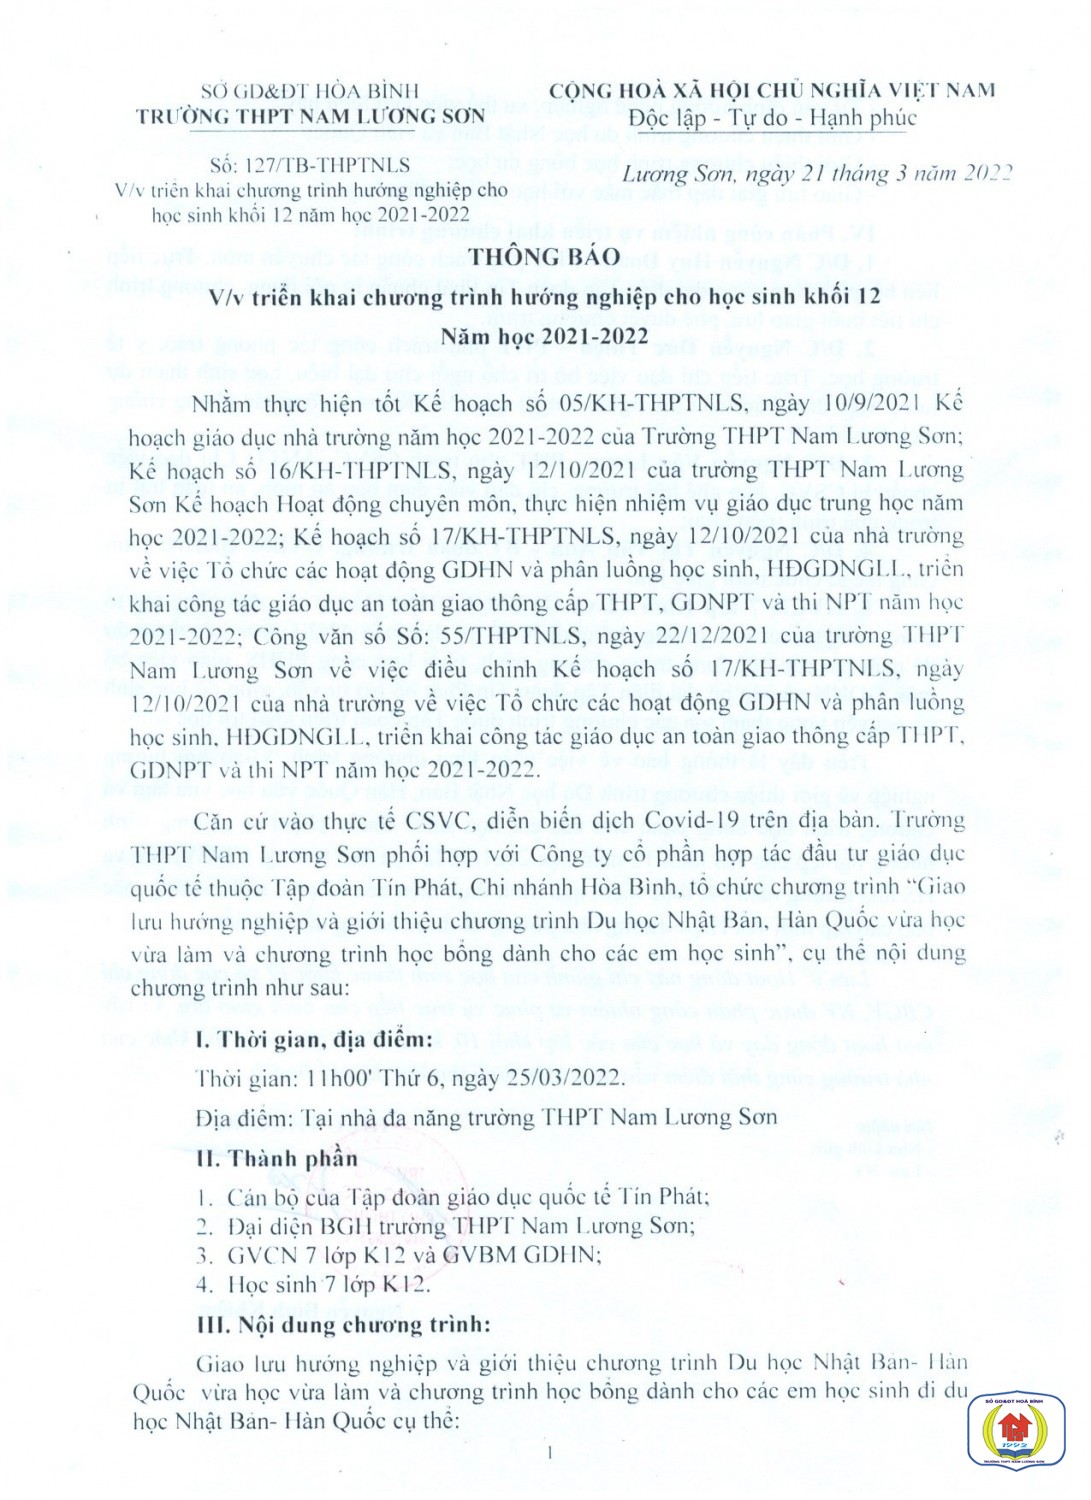 SỞ GD&ĐT HÒA BÌNH
TRƯỜNG THPT NAM LƯƠNG SƠN
CỘNG HOÀ XÃ HỘI CHỦ NGHĨA VIỆT NAM
Độc lập - Tự do - Hạnh phúc
Số: 127/TB-THPTNLS
V/v triển khai chương trình hướng nghiệp cho
học sinh khối 12 năm học 2021-2022
Lương Sơn, ngày 21 tháng 3 năm 2022
THÔNG BÁO
V/v triển khai chương trình hướng nghiệp cho học sinh khối 12
Năm học 2021-2022
Nhằm thực hiện tốt Kế hoạch số 05/KH-THPTNLS, ngày 10/9/2021 Kế
hoạch giáo dục nhà trường năm học 2021-2022 của Trường THPT Nam Lương Sơn;
Kế hoạch số 16/KH-THPTNLS, ngày 12/10/2021 của trường THPT Nam Lương
Sơn Kế hoạch Hoạt động chuyên môn, thực hiện nhiệm vụ giáo dục trung học năm
học 2021-2022; Kế hoạch số 17/KH-THPTNLS, ngày 12/10/2021 của nhà trường
về việc Tổ chức các hoạt động GDHN và phân luồng học sinh, HĐGDNGLL, triển
khai công tác giáo dục an toàn giao thông cấp THPT, GDNPT và thi NPT năm học
2021-2022; Công văn số Số: 55/THPTNLS, ngày 22/12/2021 của trường THPT
Nam Lương Sơn về việc điều chỉnh Kế hoạch số 17/KH-THPTNLS, ngày
12/10/2021 của nhà trường về việc Tổ chức các hoạt động GDHN và phân luồng
học sinh, HĐGDNGLL, triển khai công tác giáo dục an toàn giao thông cấp THPT,
GDNPT và thi NPT năm học 2021-2022.
Căn cứ vào thực tế CSVC, diễn biến dịch Covid-19 trên địa bàn. Trường
THPT Nam Lương Sơn phối hợp với Công ty cổ phần hợp tác đầu tư giáo dục
quốc tế thuộc Tập đoàn Tín Phát, Chi nhánh Hòa Bình, tổ chức chương trình “Giao
lưu hướng nghiệp và giới thiệu chương trình Du học Nhật Bản, Hàn Quốc vừa học
vừa làm và chương trình học bổng dành cho các em học sinh”, cụ thể nội dung
chương trình như sau:
I. Thời gian, địa điểm:
Thời gian: 11h00' Thứ 6, ngày 25/03/2022.
Địa điểm: Tại nhà đa năng trường THPT Nam Lương Sơn
II. Thành phần
1. Cán bộ của Tập đoàn giáo dục quốc tế Tín Phát;
2. Đại diện BGH trường THPT Nam Lương Sơn;
3. GVCN 7 lớp K12 và GVBM GDHN;
4. Học sinh 7 lớp K12.
III. Nội dung chương trình:
Giao lưu hướng nghiệp và giới thiệu chương trình Du học Nhật Bản- Hàn
Quốc vừa học vừa làm và chương trình học bổng dành cho các em học sinh đi du
học Nhật Bản- Hàn Quốc cụ thể:
1
SỞ GD&ĐT HOÀ BÌNH
1992
TRƯỜNG THPT NAM LƯƠNG SƠN